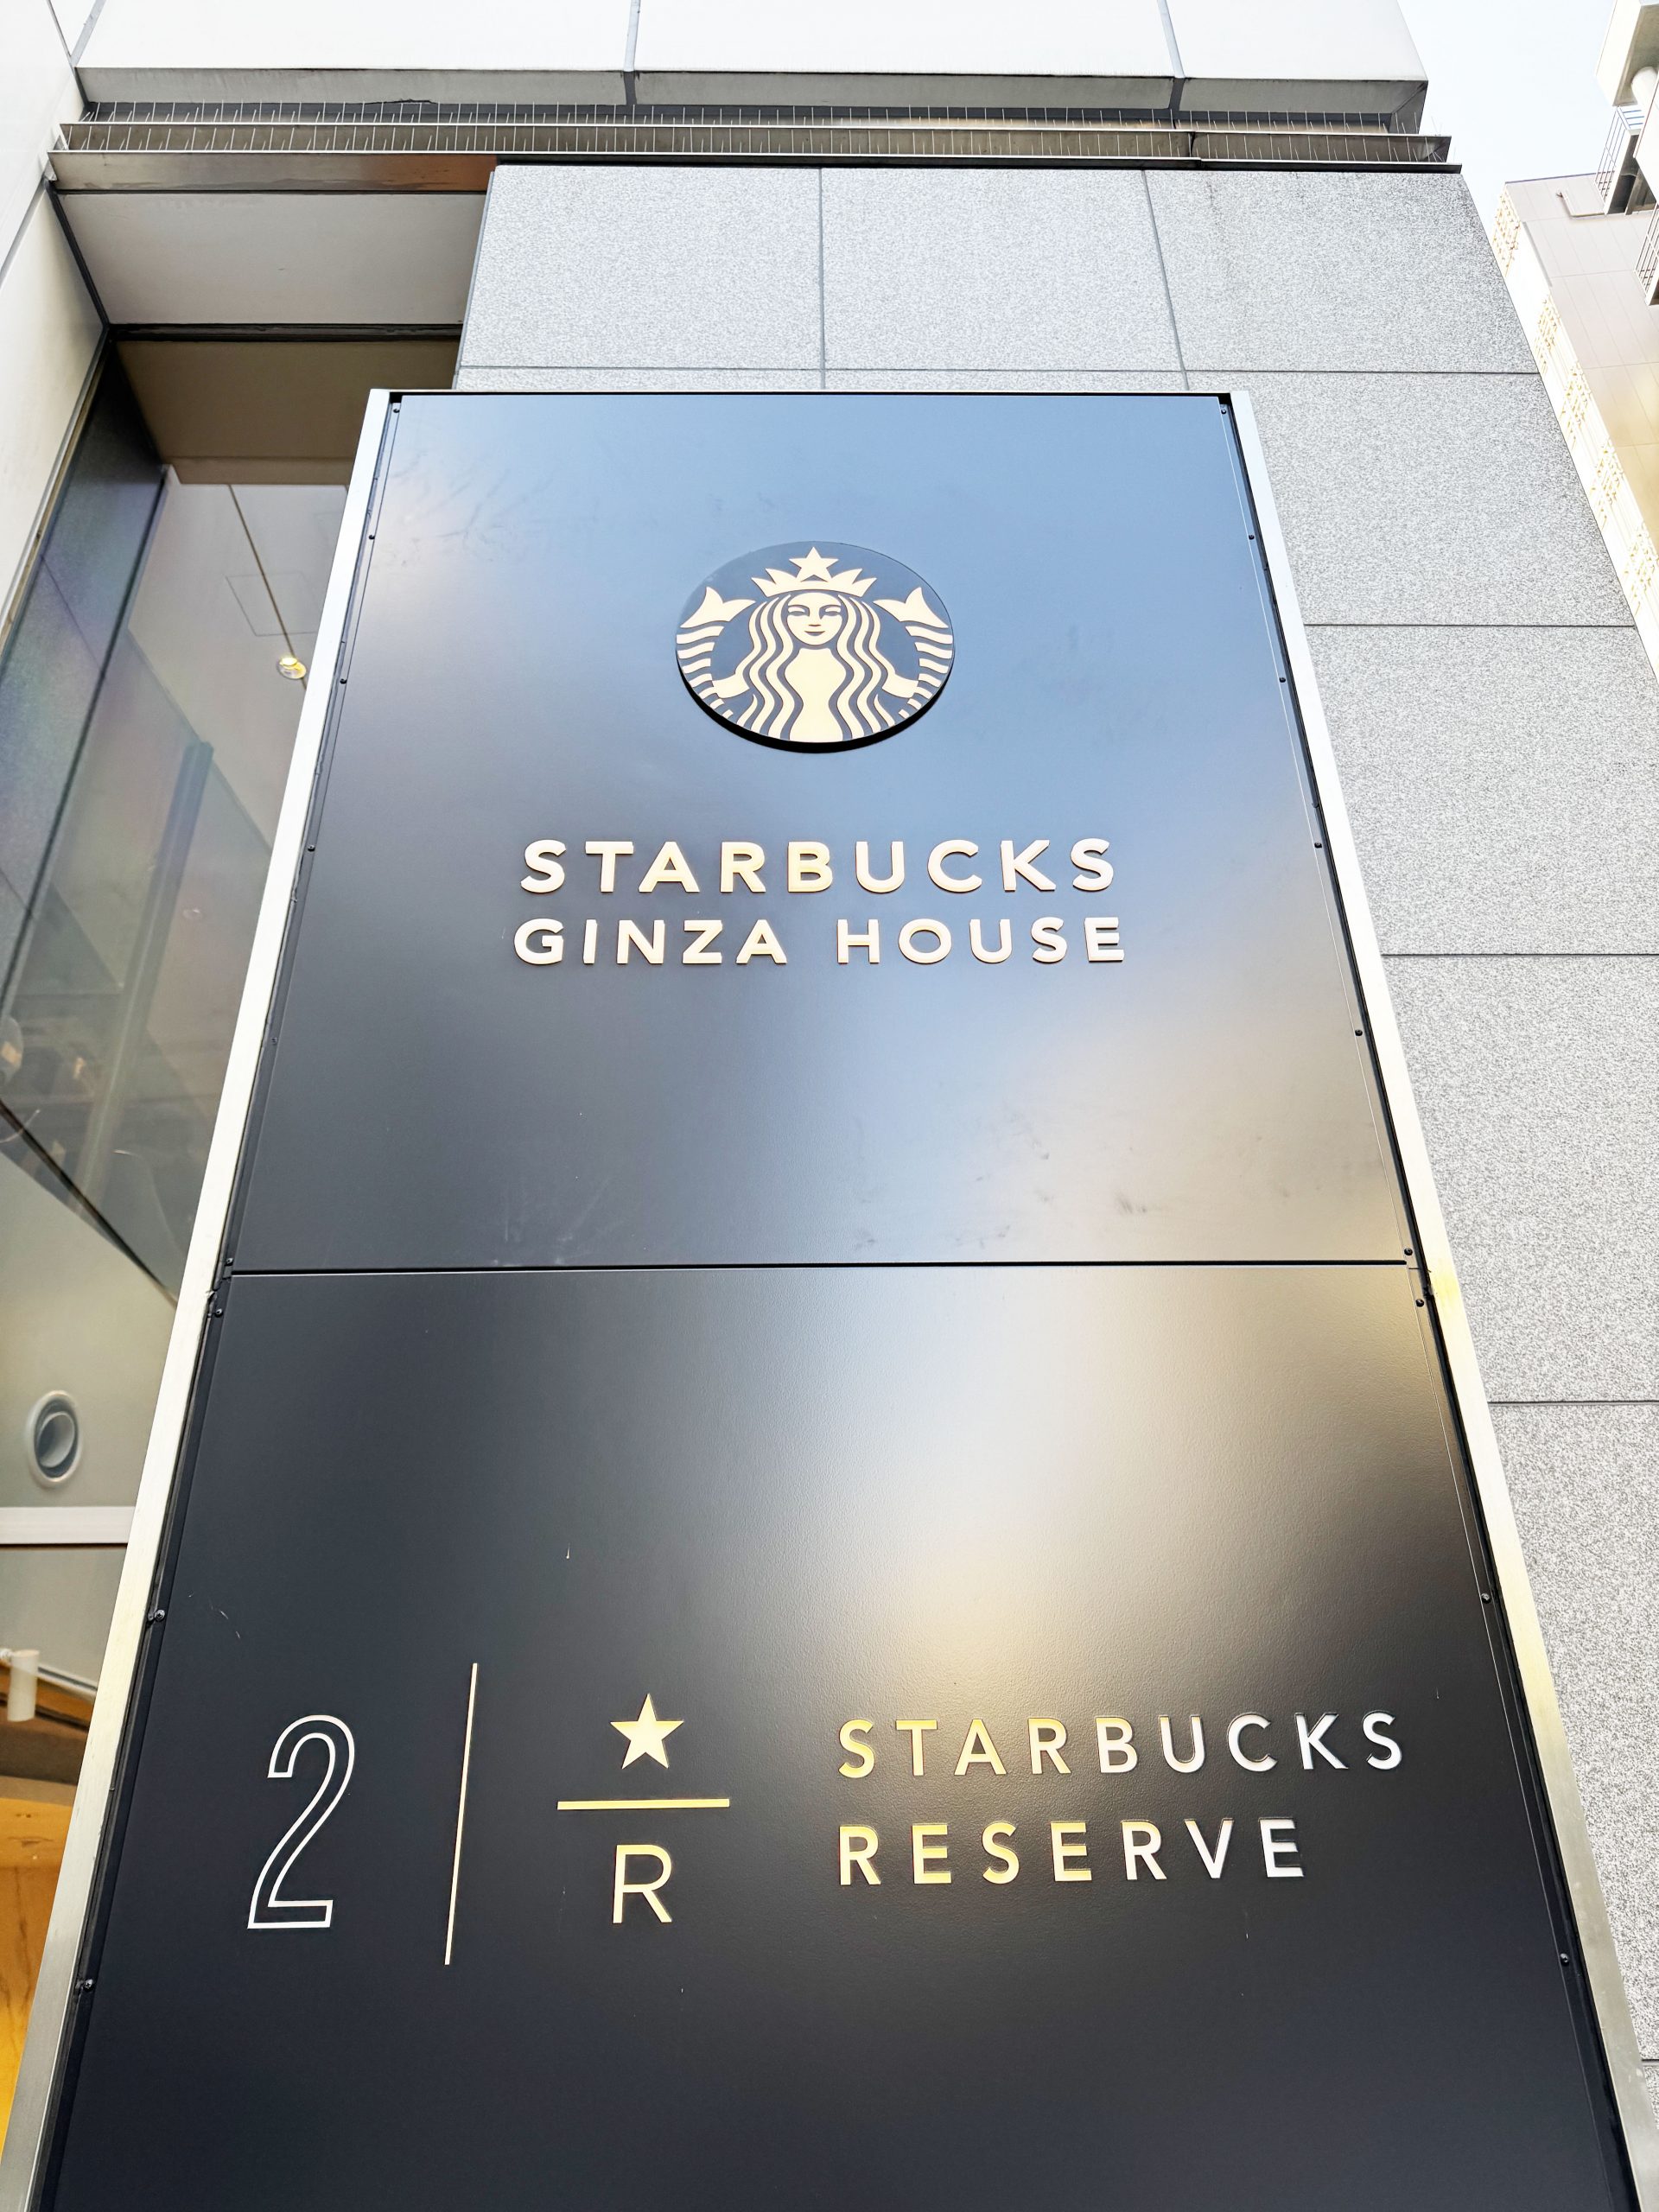 STARBUCKS
GINZA HOUSE
2
R
STARBUCKS
RESERVE